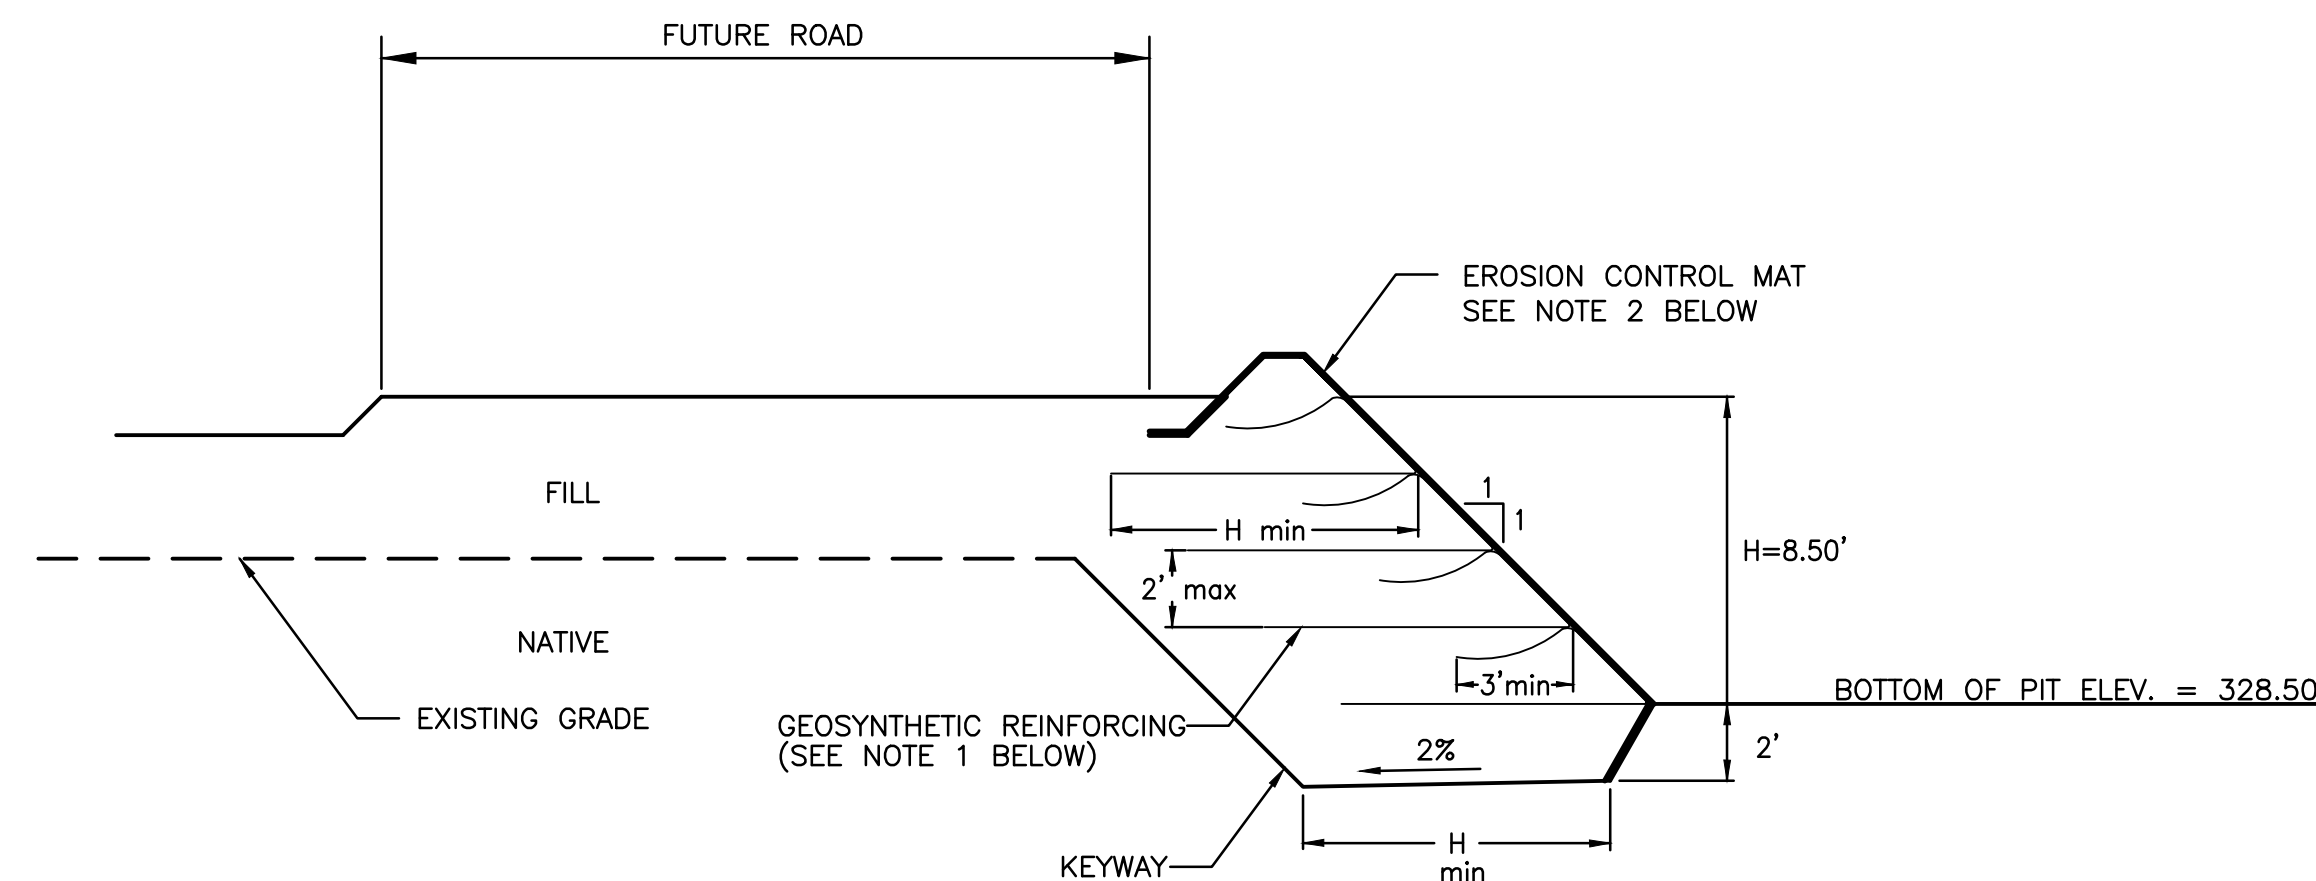 FUTURE ROAD
EROSION CONTROL MAT
SEE NOTE 2 BELOW
FILL
1
1
H min
H=8.50'
2' max
NATIVE
3'min
BOTTOM OF PIT ELEV. = 328.50
EXISTING GRADE
GEOSYNTHETIC REINFORCING
(SEE NOTE 1 BELOW)
2%
2'
H
min
KEYWAY